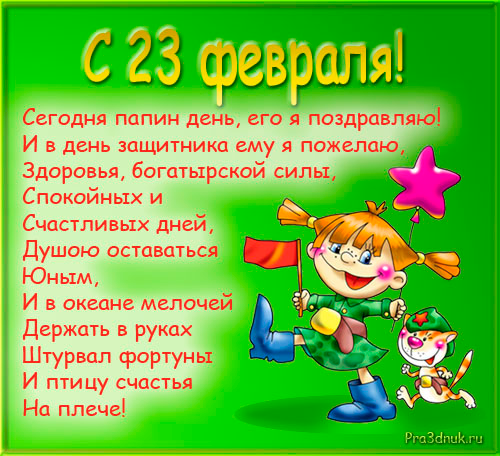 С 23 февраля!
Сегодня папин день, его я поздравляю!
И в день защитника ему я пожелаю,
Здоровья, богатырской силы,
Спокойных и
Счастливых дней,
Душою оставаться
Юным,
И в океане мелочей
Держать в руках
Штурвал фортуны
И птицу счастья
На плече!
Pra3dnuk.ru